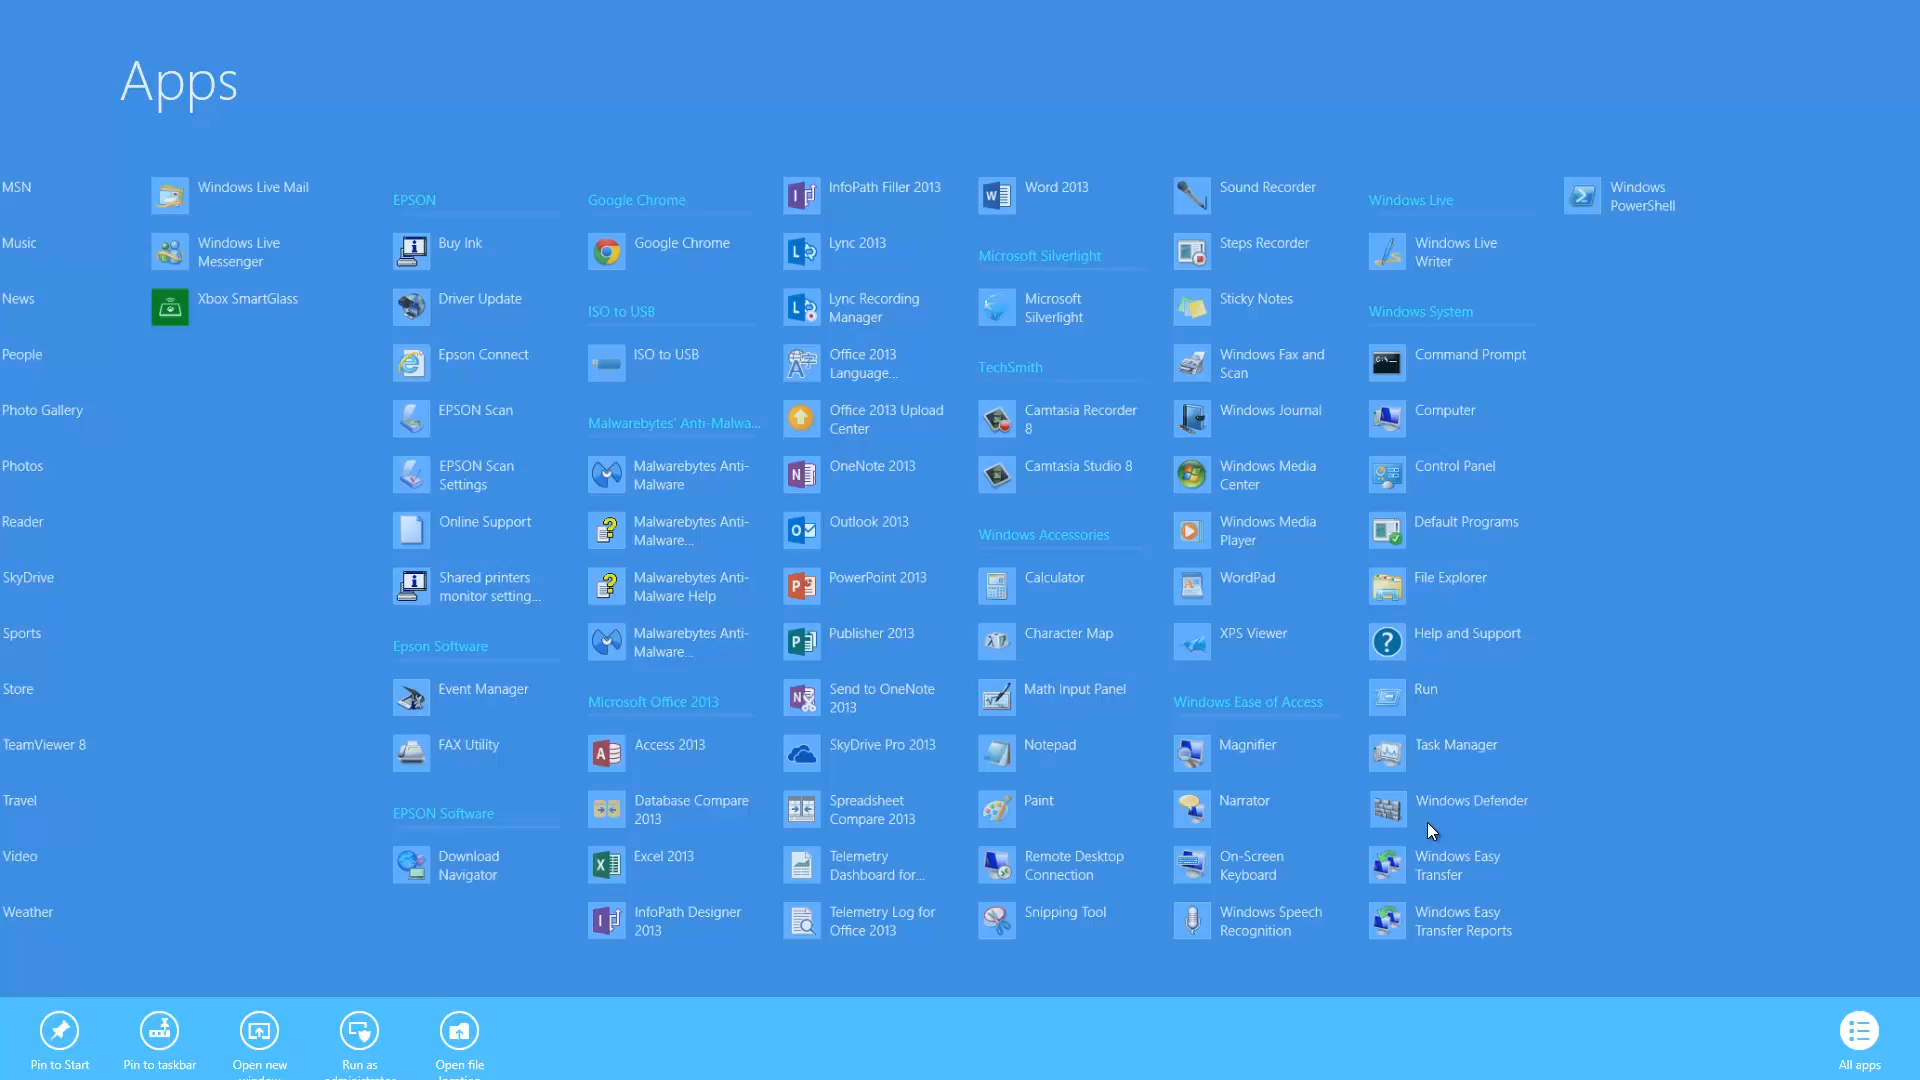 Apps
MSN
Music
News
People
Photo Gallery
Photos
Reader
SkyDrive
Sports
Store
TeamViewer 8
Travel
Video
Weather
Windows Live Mail
Windows Live
Messenger
Xbox SmartGlass
EPSON
Buy Ink
Driver Update
Epson Connect
EPSON Scan
EPSON Scan
Settings
Online Support
Shared printers
monitor setting...
Epson Software
Event Manager
FAX Utility
EPSON Software
Download
Navigator
Google Chrome
Google Chrome
ISO to USB
ISO to USB
Malwarebytes' Anti-Malwa...
Malwarebytes Anti-
Malware
Malwarebytes Anti-
Malware...
Malwarebytes Anti-
Malware Help
Malwarebytes Anti-
Malware...
Microsoft Office 2013
Access 2013
Database Compare
2013
Excel 2013
InfoPath Designer
2013
InfoPath Filler 2013
Lync 2013
Lync Recording
Manager
Office 2013
Language...
Office 2013 Upload
Center
OneNote 2013
Outlook 2013
PowerPoint 2013
Publisher 2013
Send to OneNote
2013
SkyDrive Pro 2013
Spreadsheet
Compare 2013
Telemetry
Dashboard for...
Telemetry Log for
Office 2013
Word 2013
Microsoft Silverlight
Microsoft
Silverlight
TechSmith
Camtasia Recorder
8
Camtasia Studio 8
Windows Accessories
Calculator
Character Map
Math Input Panel
Notepad
Paint
Remote Desktop
Connection
Snipping Tool
Sound Recorder
Steps Recorder
Sticky Notes
Windows Fax and
Scan
Windows Journal
Windows Media
Center
Windows Media
Player
WordPad
XPS Viewer
Windows Ease of Access
Magnifier
Narrator
On-Screen
Keyboard
Windows Speech
Recognition
Windows Live
Windows Live
Writer
Windows System
Command Prompt
Computer
Control Panel
Default Programs
File Explorer
Help and Support
Run
Task Manager
Windows Defender
Windows Easy
Transfer
Windows Easy
Transfer Reports
Windows
PowerShell
Pin to Start
Pin to taskbar
Open new
window
Run as
administrator
Open file
location
All apps